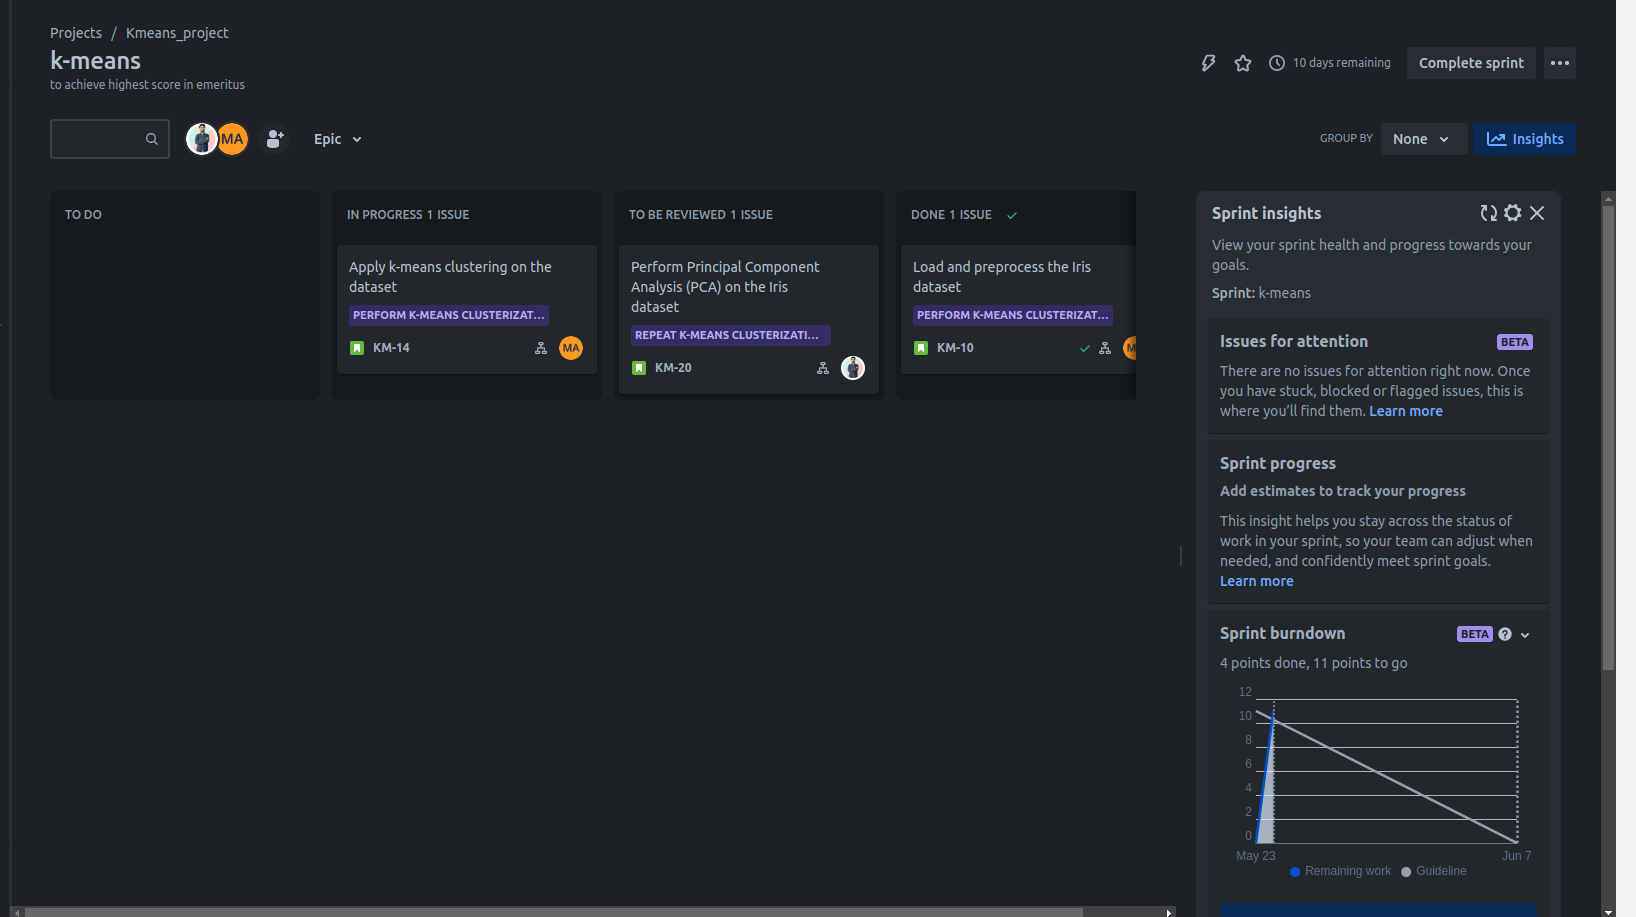 Projects / Kmeans_project
k-means
to achieve highest score in emeritus
10 days remaining
Complete sprint
MA
Epic
GROUP BY
None
Insights
TO DO
IN PROGRESS 1 ISSUE
Apply k-means clustering on the
dataset
PERFORM K-MEANS CLUSTERIZAT...
KM-14
MA
TO BE REVIEWED 1 ISSUE
Perform Principal Component
Analysis (PCA) on the Iris
dataset
REPEAT K-MEANS CLUSTERIZATI...
KM-20
DONE 1 ISSUE
Load and preprocess the Iris
dataset
PERFORM K-MEANS CLUSTERIZAT...
KM-10
Sprint insights
View your sprint health and progress towards your
goals.
Sprint: k-means
Issues for attention
BETA
There are no issues for attention right now. Once
you have stuck, blocked or flagged issues, this is
where you’ll find them. Learn more
Sprint progress
Add estimates to track your progress
This insight helps you stay across the status of
work in your sprint, so your team can adjust when
needed, and confidently meet sprint goals.
Learn more
Sprint burndown
BETA
4 points done, 11 points to go
12
10
8
6
4
2
0
May 23
Jun 7
Remaining work
Guideline